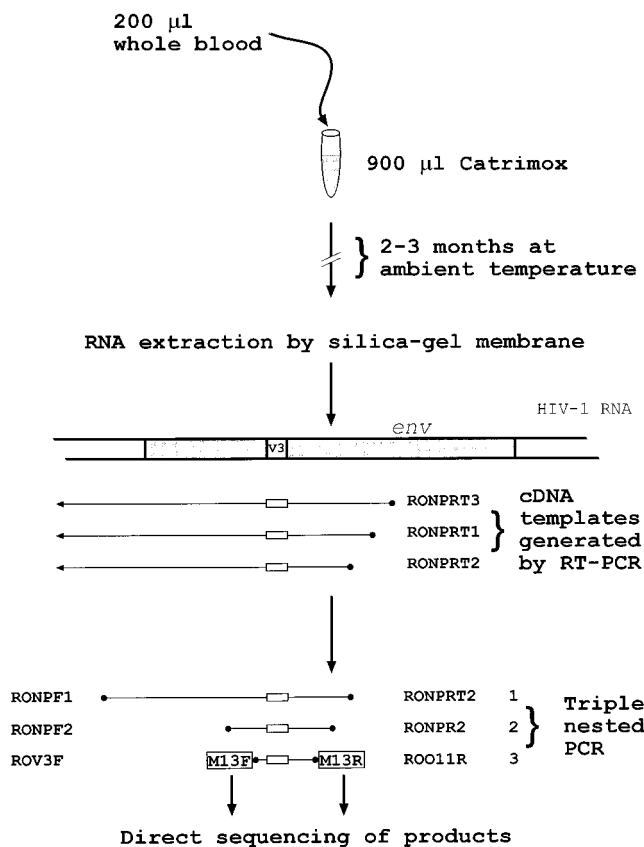 200 µl
whole blood
900 µl Catrimox
2-3 months at
ambient temperature
RNA extraction by silica-gel membrane
HIV-1 RNA
env
V3
RONPRT3
RONPRT1
RONPRT2
cDNA
templates
generated
by RT-PCR
RONPF1
RONPRT2 1
RONPF2
RONPR2 2
ROV3F
M13F
M13R
ROO11R 3
Triple
nested
PCR
Direct sequencing of products